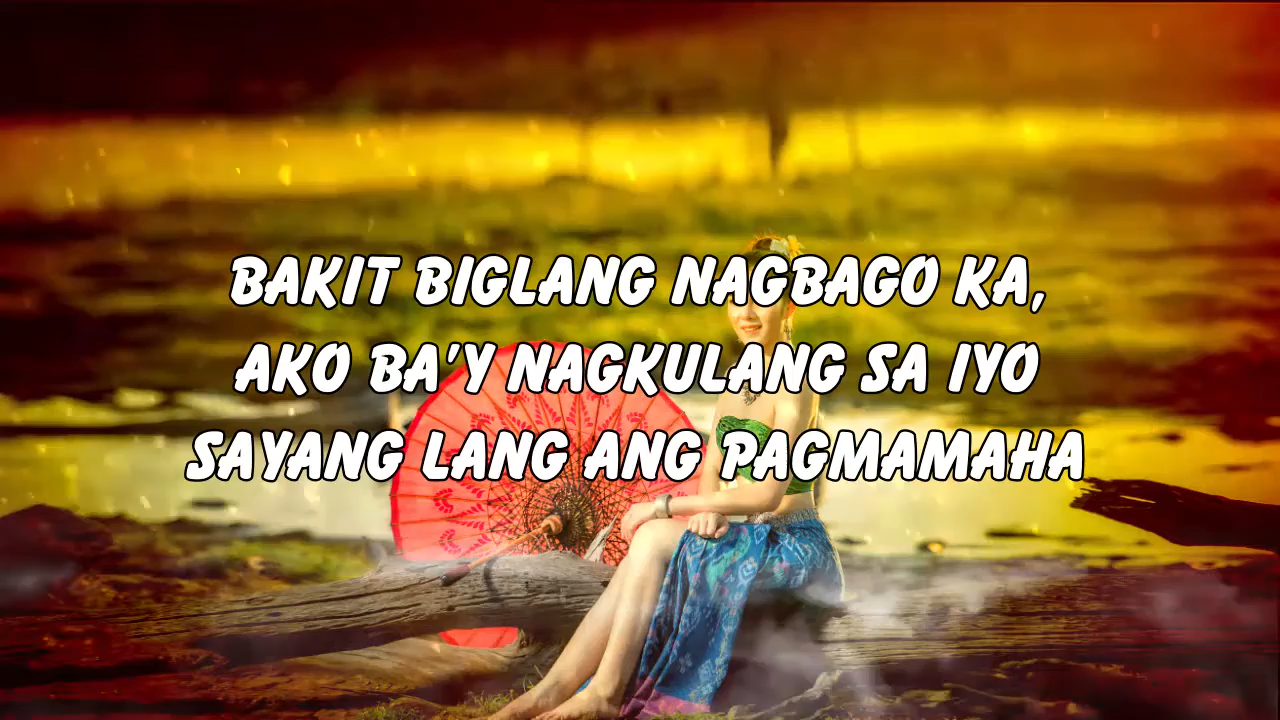 BAKIT BIGLANG NAGBAGO KA,
AKO BA'Y NAGKULANG SA IYO
SAYANG LANG ANG PAGMAMAHA